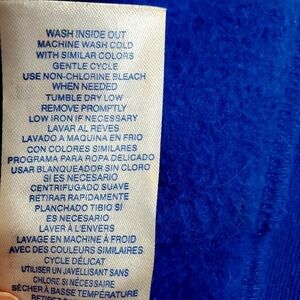 WASH INSIDE OUT
MACHINE WASH COLD
WITH SIMILAR COLORS
GENTLE CYCLE
USE NON-CHLORINE BLEACH
WHEN NEEDED
TUMBLE DRY LOW
REMOVE PROMPTLY
LOW IRON IF NECESSARY
LAVAR AL REVES
LAVADO A MAQUINA EN FRIO
CON COLORES SIMILARES
PROGRAMA PARA ROPA DELICADO
USAR BLANQUEADOR SIN CLORO
SI ES NECESARIO
CENTRIFUGADO SUAVE
RETIRAR RAPIDAMENTE
PLANCHADO TIBIO SI
ES NECESARIO
LAVER À L'ENVERS
LAVAGE EN MACHINE À FROID
AVEC DES COULEURS SIMILAIRES
CYCLE DÉLICAT
UTILISER UN JAVELLISANT SANS
CHLORE SI NÉCESSAIRE
SÉCHER À BASSE TEMPÉRATURE